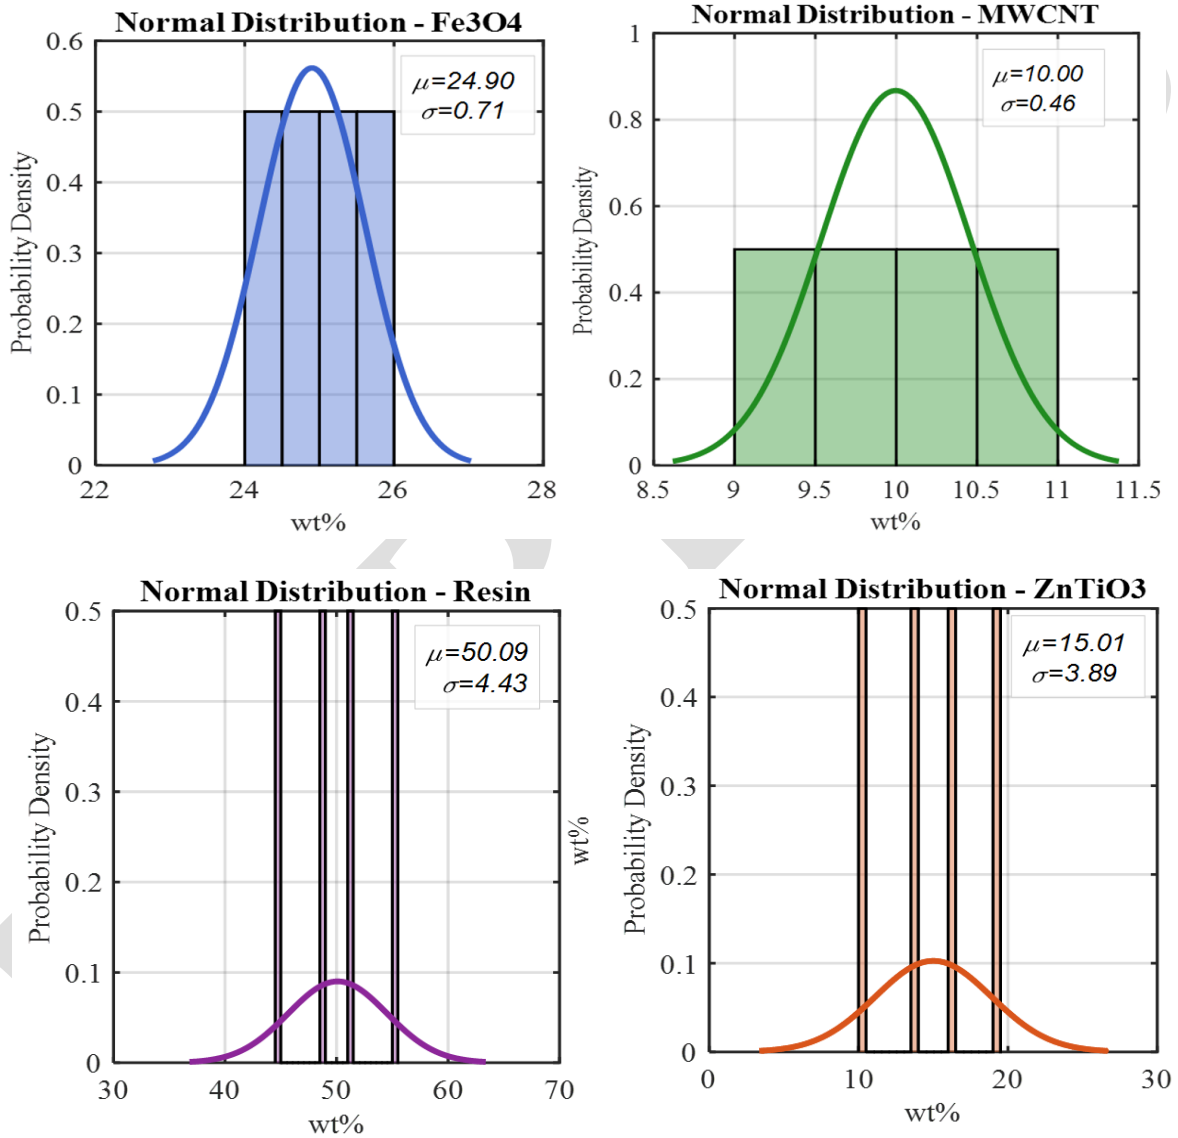 Normal Distribution - Fe3O4
μ=24.90
σ=0.71
Probability Density
0.6
0.5
0.4
0.3
0.2
0.1
0
22 24 26 28
wt%
Normal Distribution - MWCNT
μ=10.00
σ=0.46
Probability Density
1
0.8
0.6
0.4
0.2
0
8.5 9 9.5 10 10.5 11 11.5
wt%
Normal Distribution - Resin
μ=50.09
σ=4.43
Probability Density
0.5
0.4
0.3
0.2
0.1
0
30 40 50 60 70
wt%
wt%
Normal Distribution - ZnTiO3
μ=15.01
σ=3.89
Probability Density
0.5
0.4
0.3
0.2
0.1
0
0 10 20 30
wt%